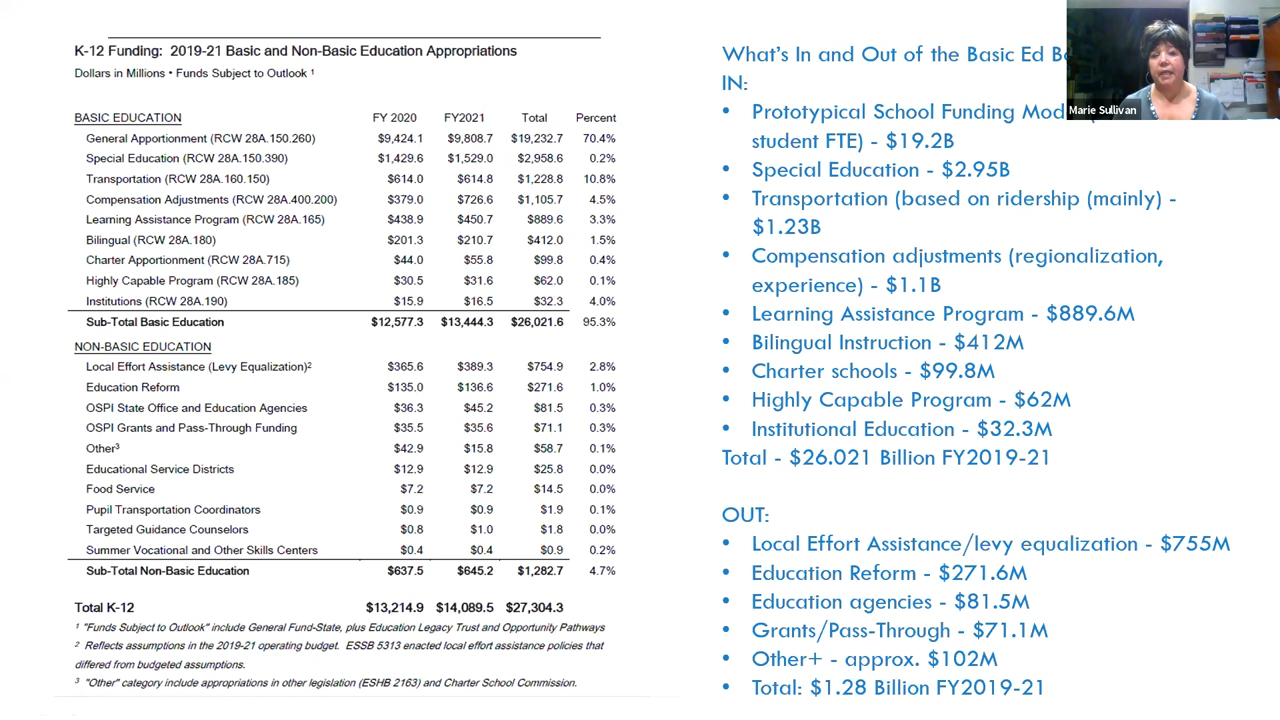 K-12 Funding: 2019-21 Basic and Non-Basic Education Appropriations
Dollars in Millions • Funds Subject to Outlook 1
BASIC EDUCATION FY 2020 FY2021 Total Percent
General Apportionment (RCW 28A.150.260) $9,424.1 $9,808.7 $19,232.7 70.4%
Special Education (RCW 28A.150.390) $1,429.6 $1,529.0 $2,958.6 0.2%
Transportation (RCW 28A.160.150) $614.0 $614.8 $1,228.8 10.8%
Compensation Adjustments (RCW 28A.400.200) $379.0 $726.6 $1,105.7 4.5%
Learning Assistance Program (RCW 28A.165) $438.9 $450.7 $889.6 3.3%
Bilingual (RCW 28A.180) $201.3 $210.7 $412.0 1.5%
Charter Apportionment (RCW 28A.715) $44.0 $55.8 $99.8 0.4%
Highly Capable Program (RCW 28A.185) $30.5 $31.6 $62.0 0.1%
Institutions (RCW 28A.190) $15.9 $16.5 $32.3 4.0%
Sub-Total Basic Education $12,577.3 $13,444.3 $26,021.6 95.3%
NON-BASIC EDUCATION
Local Effort Assistance (Levy Equalization)2 $365.6 $389.3 $754.9 2.8%
Education Reform $135.0 $136.6 $271.6 1.0%
OSPI State Office and Education Agencies $36.3 $45.2 $81.5 0.3%
OSPI Grants and Pass-Through Funding $35.5 $35.6 $71.1 0.3%
Other3 $42.9 $15.8 $58.7 0.1%
Educational Service Districts $12.9 $12.9 $25.8 0.0%
Food Service $7.2 $7.2 $14.5 0.0%
Pupil Transportation Coordinators $0.9 $0.9 $1.9 0.1%
Targeted Guidance Counselors $0.8 $1.0 $1.8 0.0%
Summer Vocational and Other Skills Centers $0.4 $0.4 $0.9 0.2%
Sub-Total Non-Basic Education $637.5 $645.2 $1,282.7 4.7%
Total K-12 $13,214.9 $14,089.5 $27,304.3
1 "Funds Subject to Outlook" include General Fund-State, plus Education Legacy Trust and Opportunity Pathways
2 Reflects assumptions in the 2019-21 operating budget. ESSB 5313 enacted local effort assistance policies that
differed from budgeted assumptions.
3 "Other" category include appropriations in other legislation (ESHB 2163) and Charter School Commission.
What's In and Out of the Basic Ed
IN:
• Prototypical School Funding
student FTE) - $19.2B
• Special Education - $2.95B
• Transportation (based on ridership (mainly) -
$1.23B
• Compensation adjustments (regionalization,
experience) - $1.1B
• Learning Assistance Program - $889.6M
• Bilingual Instruction - $412M
• Charter schools - $99.8M
• Highly Capable Program - $62M
• Institutional Education - $32.3M
Total - $26.021 Billion FY2019-21
OUT:
• Local Effort Assistance/levy equalization - $755M
• Education Reform - $271.6M
• Education agencies - $81.5M
• Grants/Pass-Through - $71.1M
• Other+ - approx. $102M
• Total: $1.28 Billion FY2019-21
Marie Sullivan